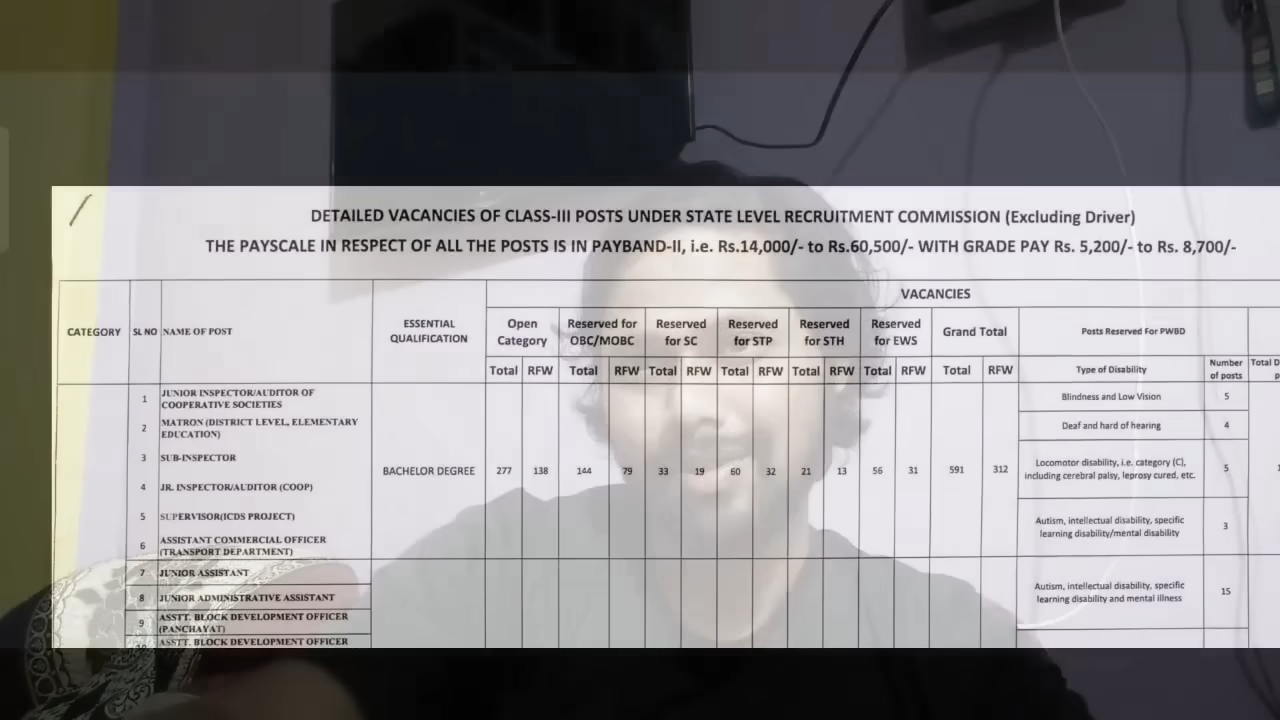 DETAILED VACANCIES OF CLASS-III POSTS UNDER STATE LEVEL RECRUITMENT COMMISSION (Excluding Driver)
THE PAYSCALE IN RESPECT OF ALL THE POSTS IS IN PAYBAND-II, i.e. Rs.14,000/- to Rs.60,500/- WITH GRADE PAY Rs. 5,200/- to Rs. 8,700/-
VACANCIES
CATEGORY SL NO NAME OF POST ESSENTIAL QUALIFICATION Open Category Reserved for OBC/MOBC Reserved for SC Reserved for STP Reserved for STH Reserved for EWS Grand Total Posts Reserved For PWBD
Total RFW Total RFW Total RFW Total RFW Total RFW Total RFW Total RFW Type of Disability Number of posts Total
1 JUNIOR INSPECTOR/AUDITOR OF COOPERATIVE SOCIETIES
2 MATRON (DISTRICT LEVEL, ELEMENTARY EDUCATION)
3 SUB-INSPECTOR
4 JR. INSPECTOR/AUDITOR (COOP)
5 SUPERVISOR(ICDS PROJECT)
6 ASSISTANT COMMERCIAL OFFICER (TRANSPORT DEPARTMENT)
BACHELOR DEGREE 277 138 144 79 33 19 60 32 21 13 56 31 591 312
Blindness and Low Vision 5
Deaf and hard of hearing 4
Locomotor disability, i.e. category (C), including cerebral palsy, leprosy cured, etc. 5
Autism, intellectual disability, specific learning disability/mental disability 3
7 JUNIOR ASSISTANT
8 JUNIOR ADMINISTRATIVE ASSISTANT
9 ASSTT. BLOCK DEVELOPMENT OFFICER (PANCHAYAT)
ASSTT. BLOCK DEVELOPMENT OFFICER
Autism, intellectual disability, specific learning disability and mental illness 15